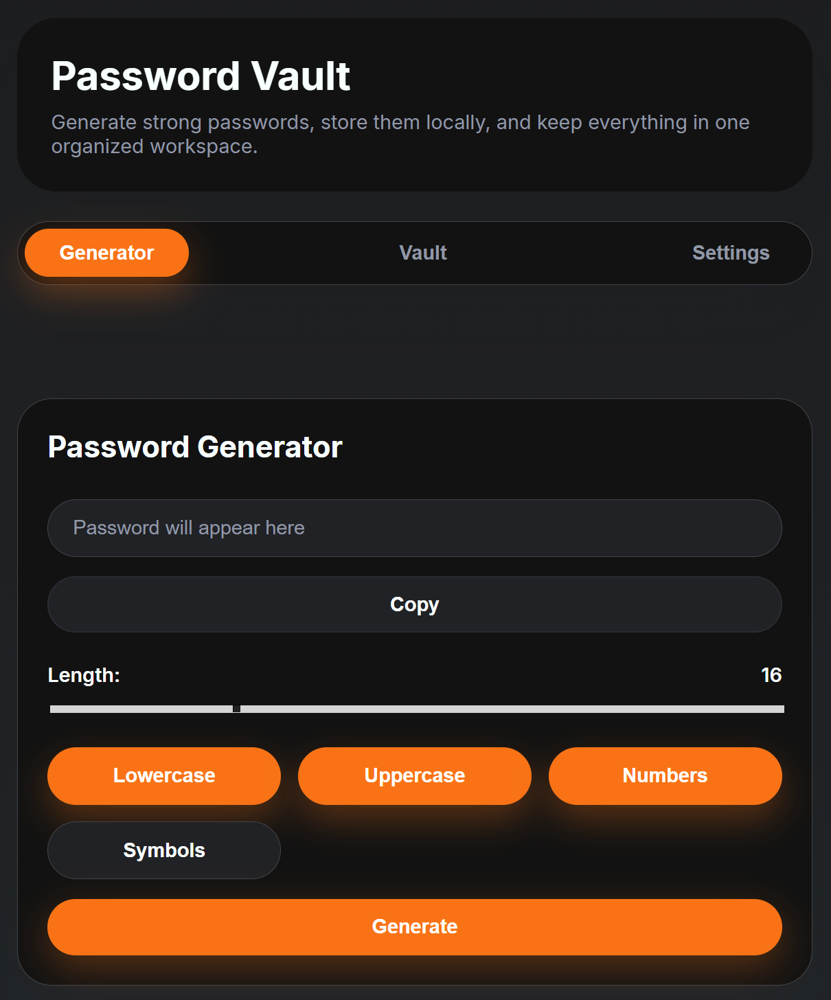 Password Vault
Generate strong passwords, store them locally, and keep everything in one
organized workspace.
Generator
Vault
Settings
Password Generator
Password will appear here
Copy
Length:
16
Lowercase
Uppercase
Numbers
Symbols
Generate